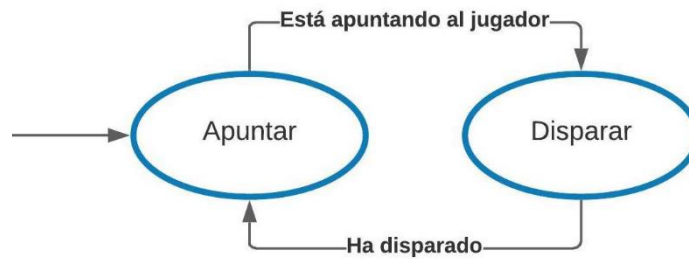 Está apuntando al jugador
Apuntar
Disparar
Ha disparado